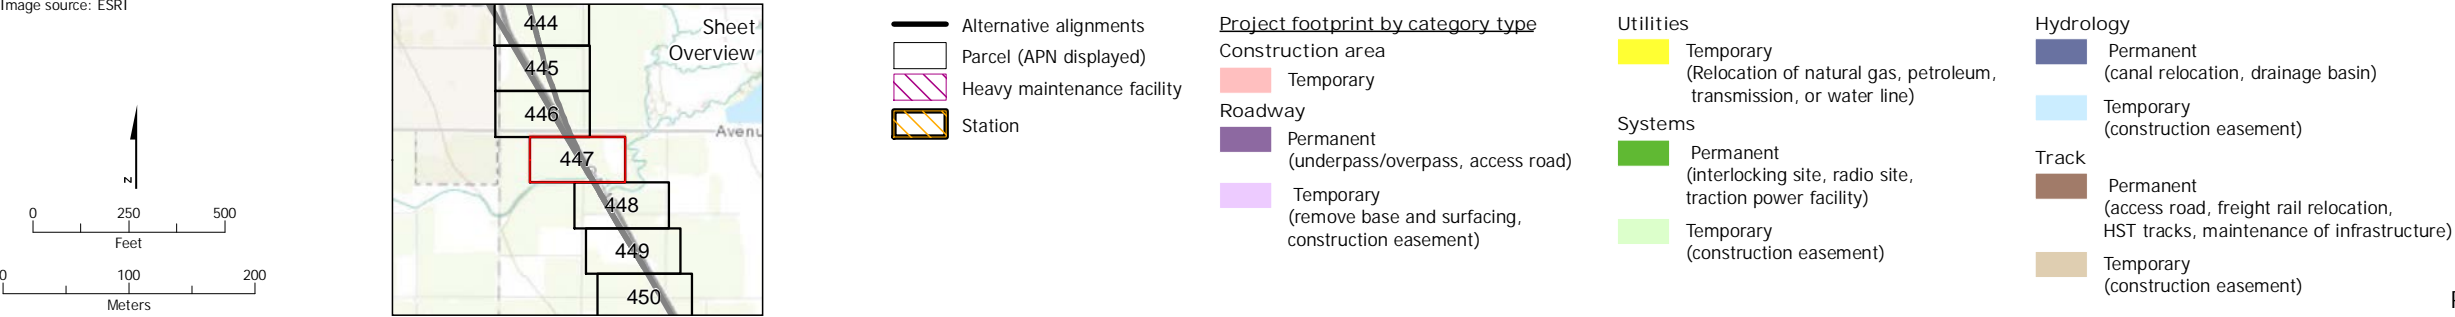 Image source: ESRI
N
0 250 500
Feet
0 100 200
Meters
Sheet
Overview
444
445
446
447
448
449
450
Avenu
Alternative alignments
Parcel (APN displayed)
Heavy maintenance facility
Station
Project footprint by category type
Construction area
Temporary
Roadway
Permanent
(underpass/overpass, access road)
Temporary
(remove base and surfacing,
construction easement)
Utilities
Temporary
(Relocation of natural gas, petroleum,
transmission, or water line)
Systems
Permanent
(interlocking site, radio site,
traction power facility)
Temporary
(construction easement)
Hydrology
Permanent
(canal relocation, drainage basin)
Temporary
(construction easement)
Track
Permanent
(access road, freight rail relocation,
HST tracks, maintenance of infrastructure)
Temporary
(construction easement)